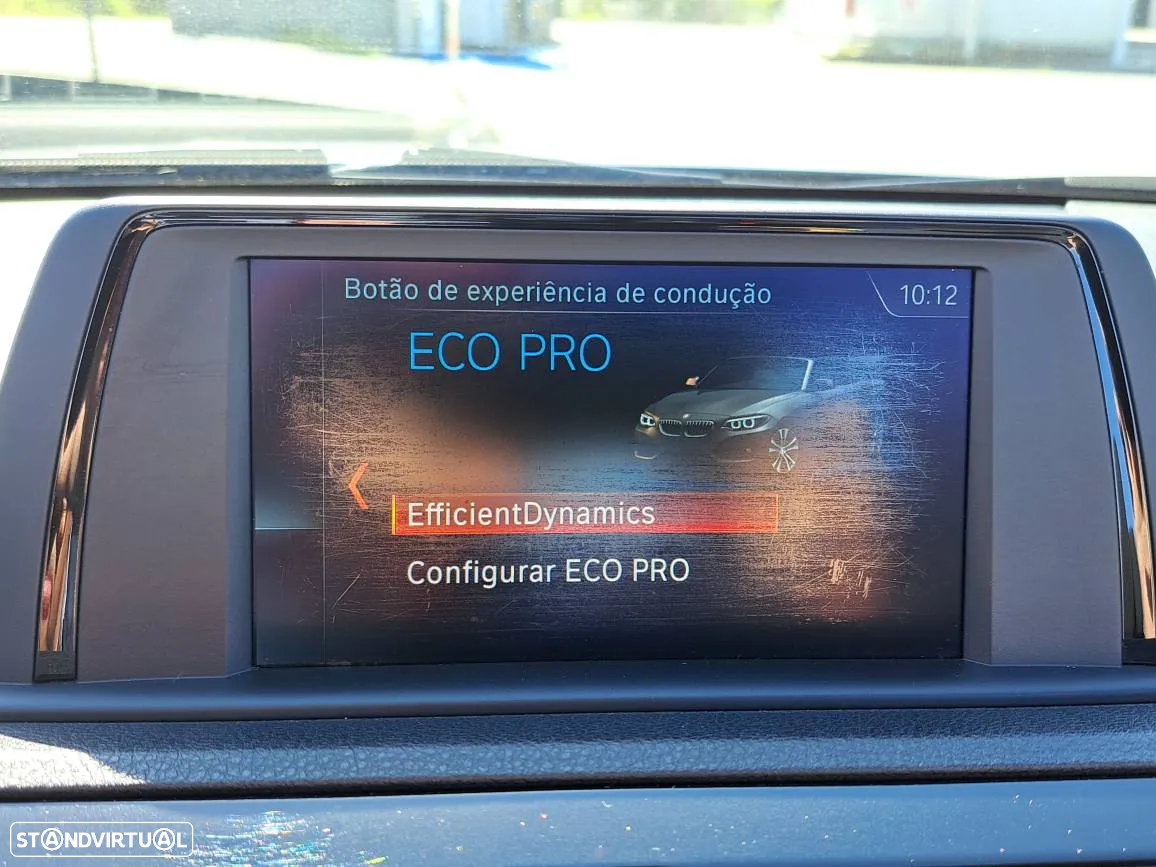 Botão de experiência de condução
10:12
ECO PRO
EfficientDynamics
Configurar ECO PRO
STANDVIRTUAL